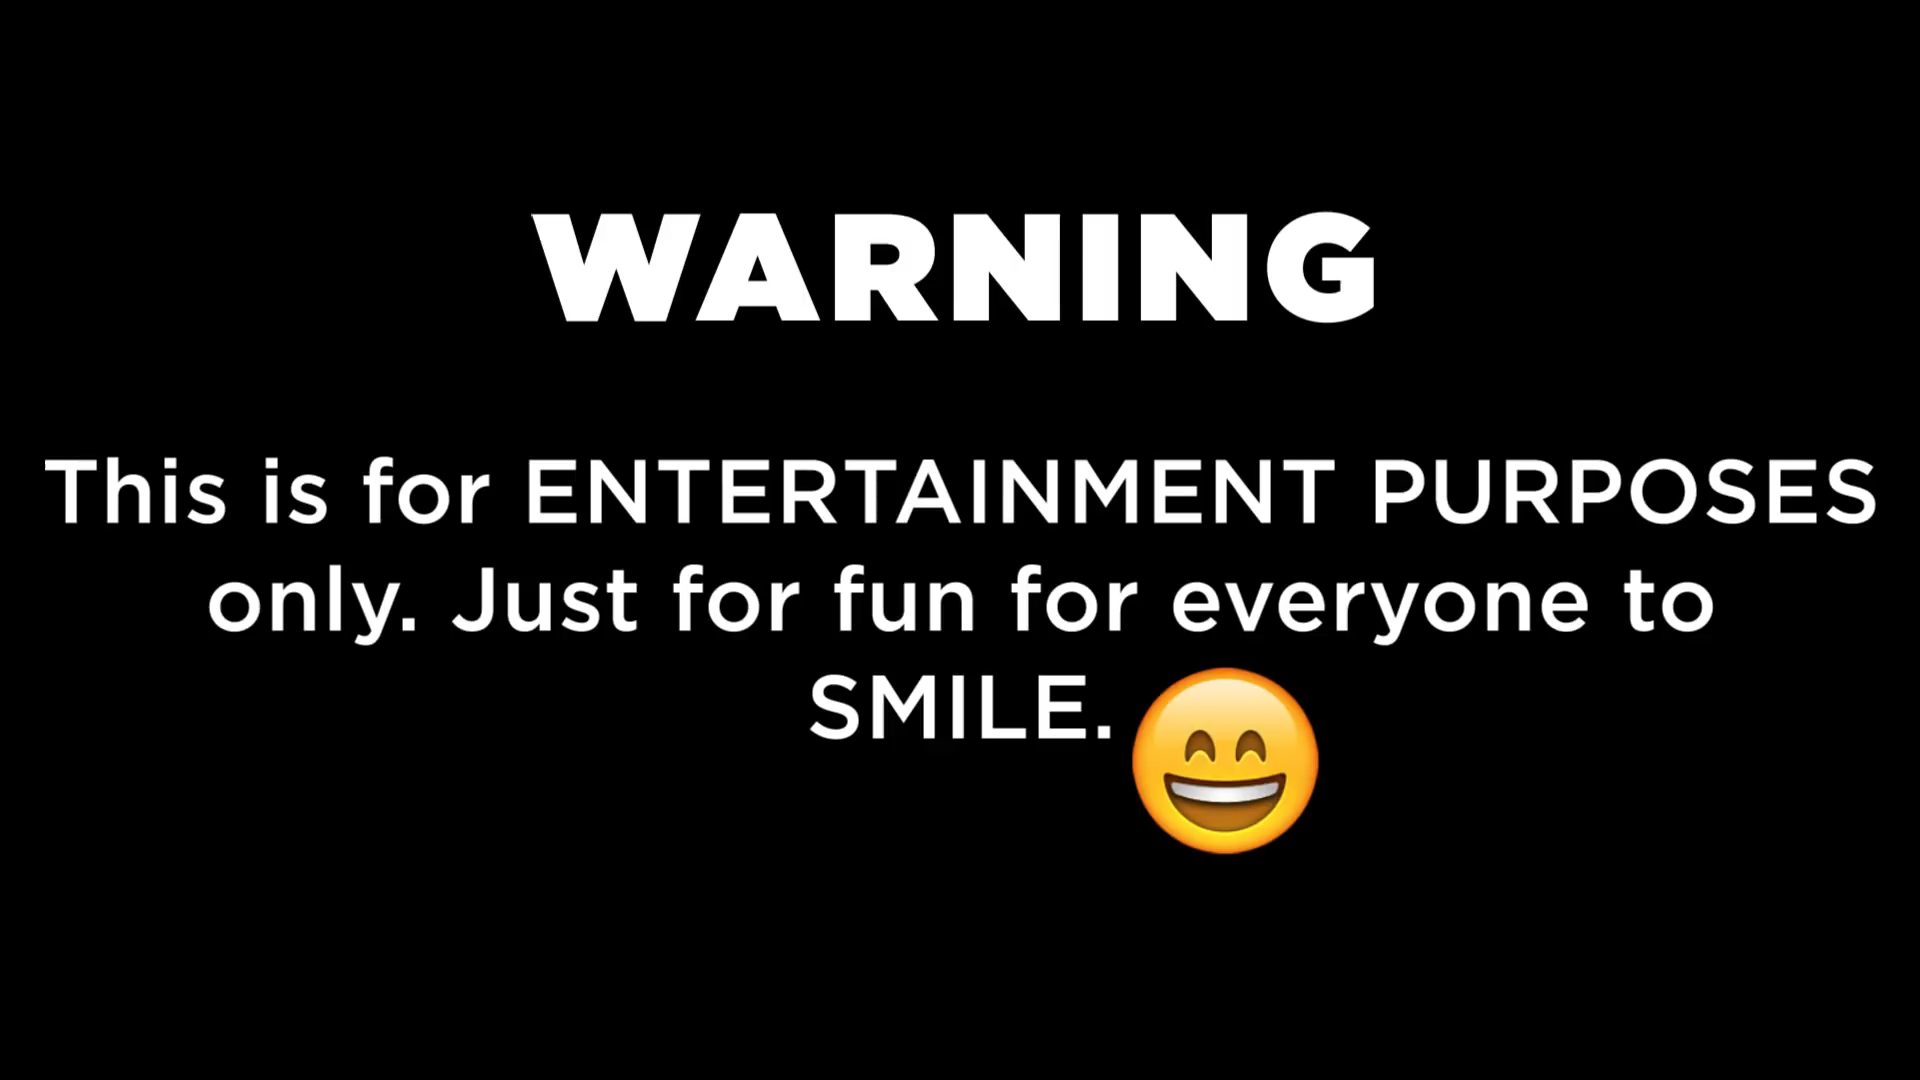 WARNING
This is for ENTERTAINMENT PURPOSES
only. Just for fun for everyone to
SMILE.